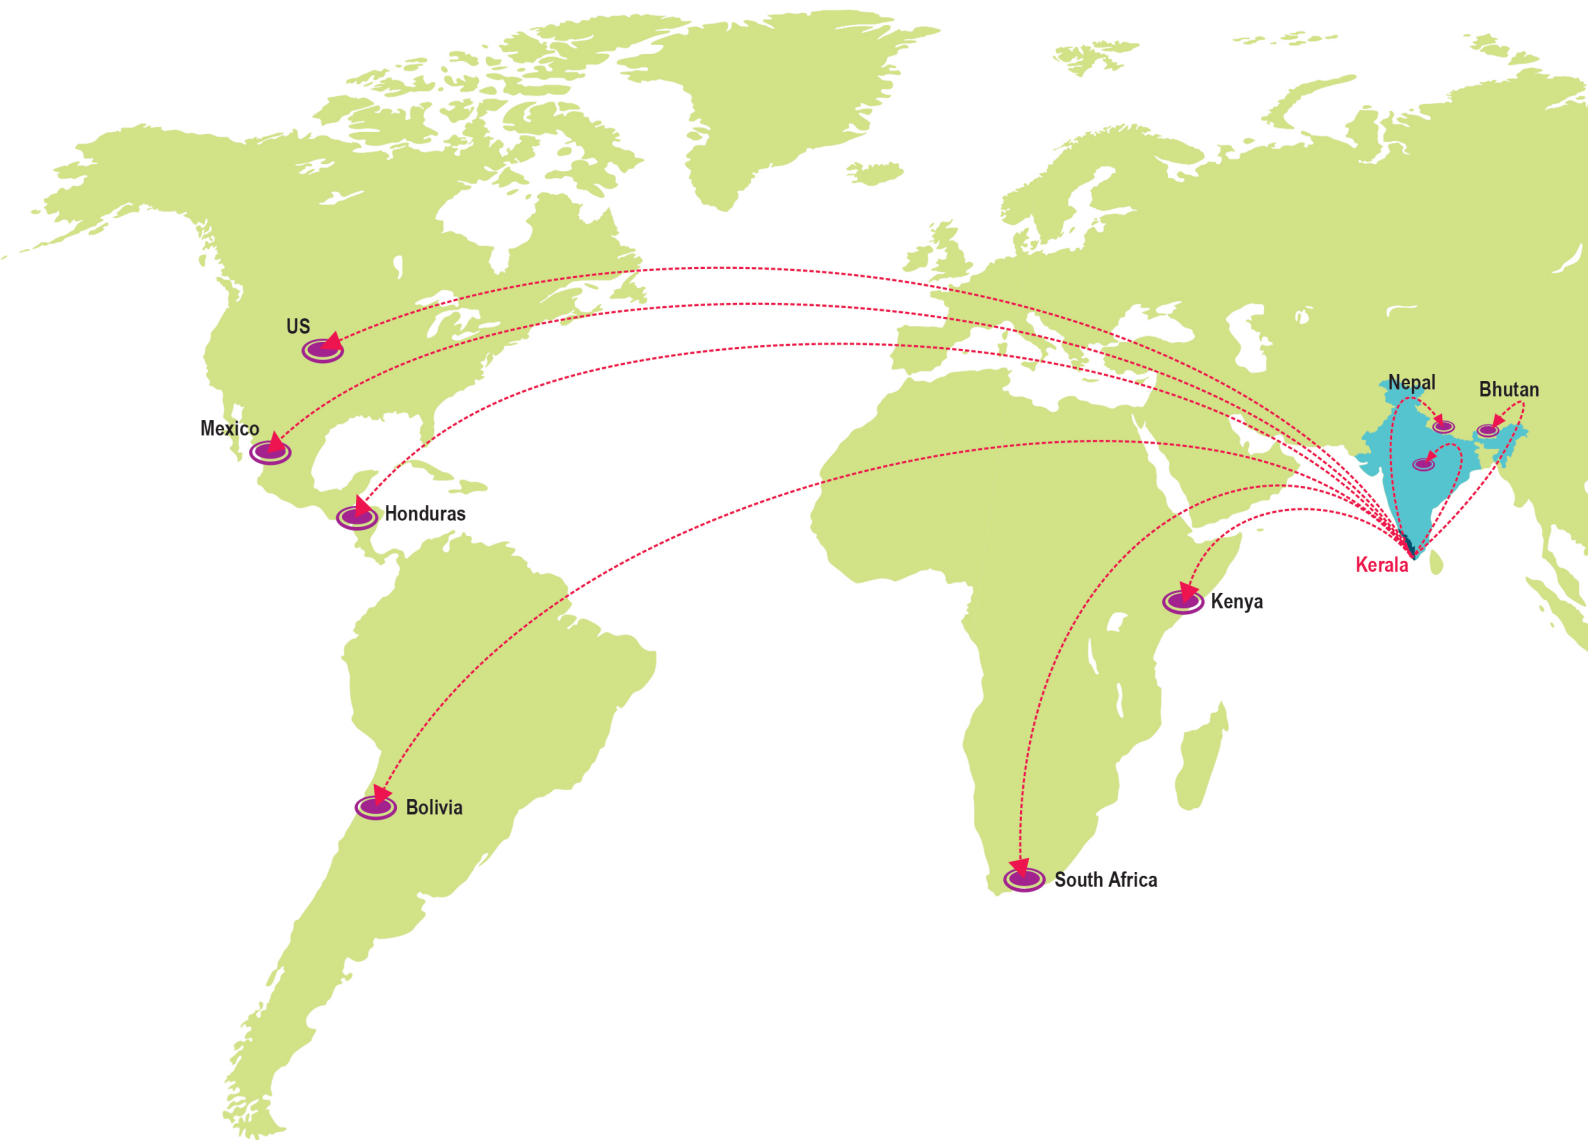 US
Nepal
Bhutan
Mexico
Honduras
Kerala
Kenya
Bolivia
South Africa